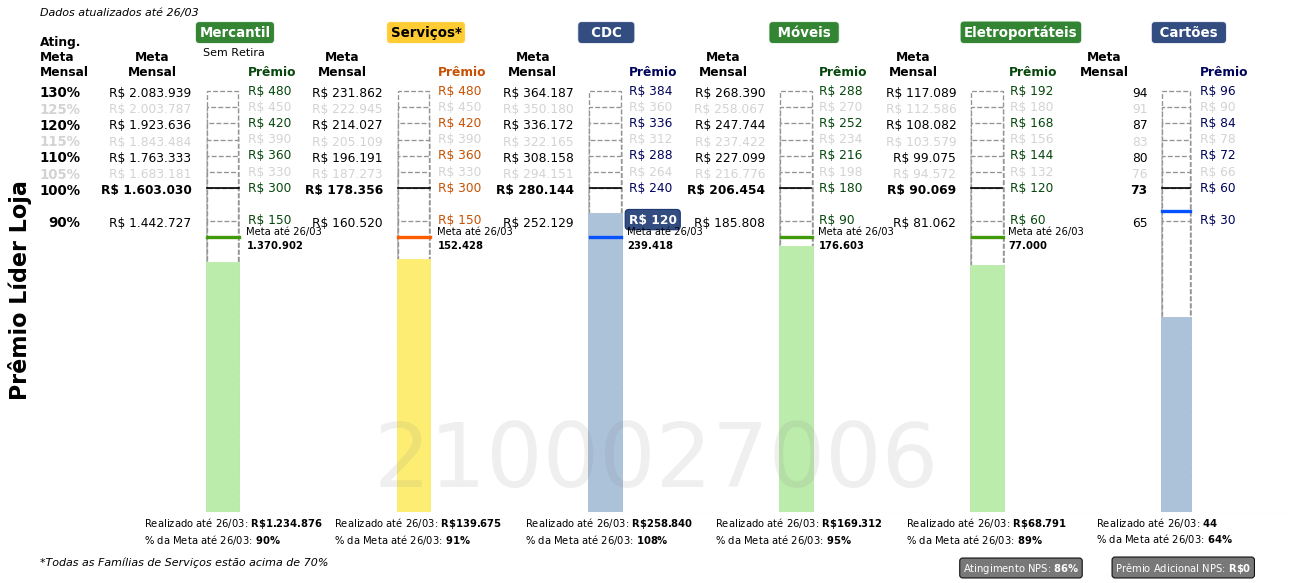 Dados atualizados até 26/03
Mercantil Serviços* CDC Móveis Eletroportáteis Cartões
Sem Retira
Ating. Meta Mensal
Meta Mensal Prêmio Meta Mensal Prêmio Meta Mensal Prêmio Meta Mensal Prêmio Meta Mensal Prêmio Meta Mensal Prêmio
130% R$ 2.083.939 R$ 480 R$ 231.862 R$ 480 R$ 364.187 R$ 384 R$ 268.390 R$ 288 R$ 117.089 R$ 192 94 R$ 96
125% R$ 2.003.787 R$ 450 R$ 222.945 R$ 450 R$ 350.180 R$ 360 R$ 258.067 R$ 270 R$ 112.586 R$ 180 91 R$ 90
120% R$ 1.923.636 R$ 420 R$ 214.027 R$ 420 R$ 336.172 R$ 336 R$ 247.744 R$ 252 R$ 108.082 R$ 168 87 R$ 84
115% R$ 1.843.484 R$ 390 R$ 205.109 R$ 390 R$ 322.165 R$ 312 R$ 237.422 R$ 234 R$ 103.579 R$ 156 83 R$ 78
110% R$ 1.763.333 R$ 360 R$ 196.191 R$ 360 R$ 308.158 R$ 288 R$ 227.099 R$ 216 R$ 99.075 R$ 144 80 R$ 72
105% R$ 1.683.181 R$ 330 R$ 187.273 R$ 330 R$ 294.151 R$ 264 R$ 216.776 R$ 198 R$ 94.572 R$ 132 76 R$ 66
100% R$ 1.603.030 R$ 300 R$ 178.356 R$ 300 R$ 280.144 R$ 240 R$ 206.454 R$ 180 R$ 90.069 R$ 120 73 R$ 60
90% R$ 1.442.727 R$ 150 R$ 160.520 R$ 150 R$ 252.129 R$ 120 R$ 185.808 R$ 90 R$ 81.062 R$ 60 65 R$ 30
Meta até 26/03 Meta até 26/03 Meta até 26/03 Meta até 26/03 Meta até 26/03
1.370.902 152.428 239.418 176.603 77.000
Prêmio Líder Loja
2100027006
Realizado até 26/03: R$1.234.876 Realizado até 26/03: R$139.675 Realizado até 26/03: R$258.840 Realizado até 26/03: R$169.312 Realizado até 26/03: R$68.791 Realizado até 26/03: 44
% da Meta até 26/03: 90% % da Meta até 26/03: 91% % da Meta até 26/03: 108% % da Meta até 26/03: 95% % da Meta até 26/03: 89% % da Meta até 26/03: 64%
*Todas as Famílias de Serviços estão acima de 70%
Atingimento NPS: 86% Prêmio Adicional NPS: R$0